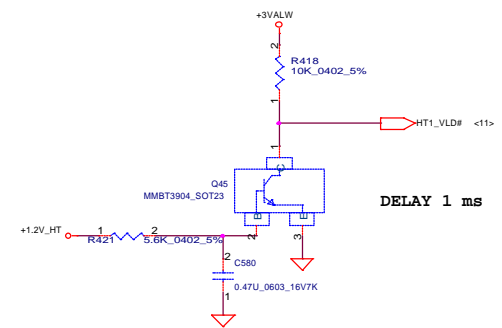 +3VALW
2
R418
10K_0402_5%
1
HT1_VLD# <11>
1
C
Q45
MMBT3904_SOT23
B
E
DELAY 1 ms
+1.2V_HT
1
2
R421
5.6K_0402_5%
2
3
2
C580
0.47U_0603_16V7K
1